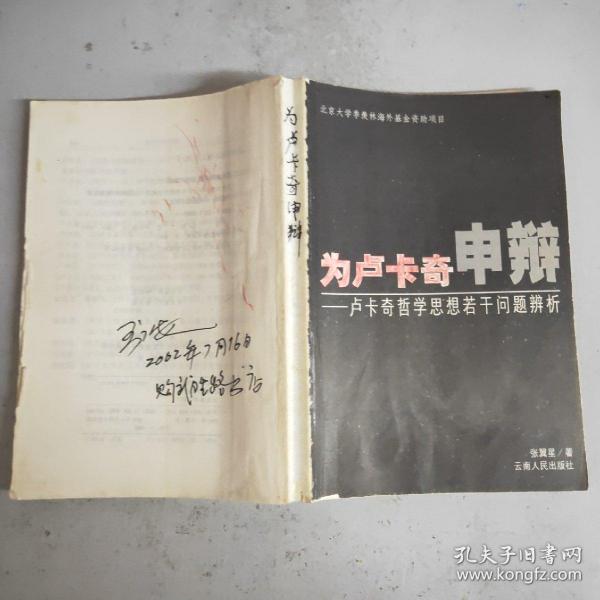 北京大学季羡林海外基金资助项目
为卢卡奇申辩
——卢卡奇哲学思想若干问题辨析
张翼星/著
云南人民出版社
为卢卡奇申辩
2002年7月16日
孔夫子旧书网
www.kongfz.com